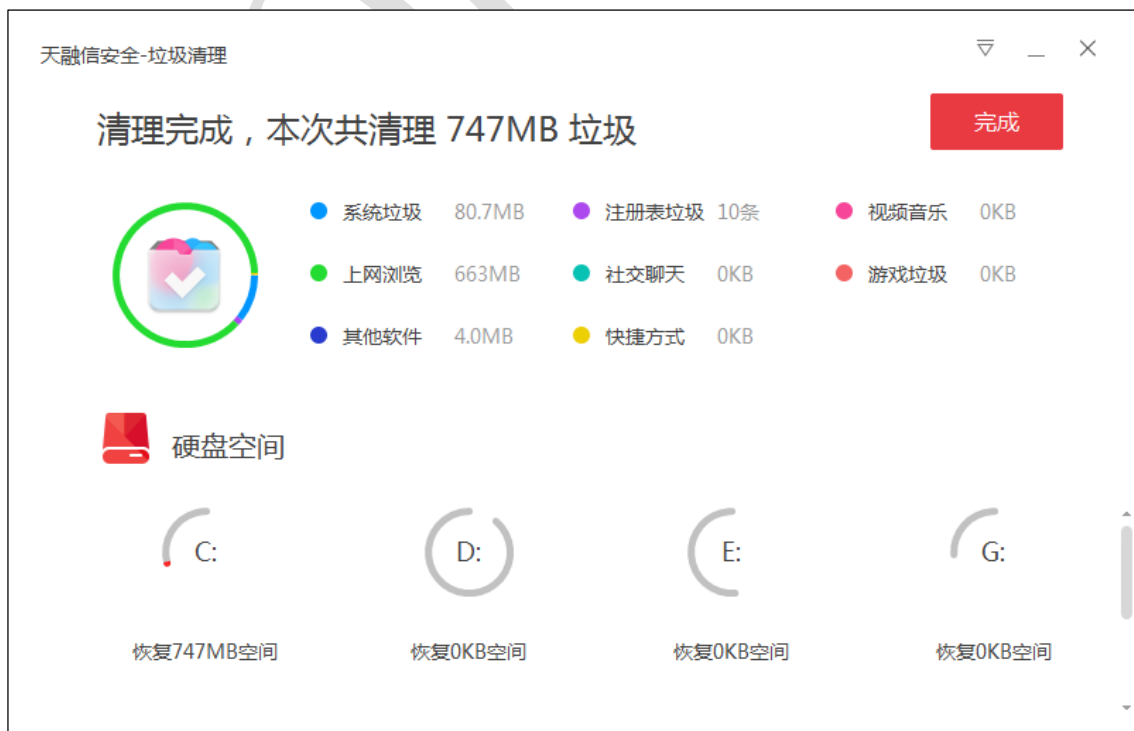 天融信安全-垃圾清理
清理完成，本次共清理 747MB 垃圾
完成
系统垃圾 80.7MB 注册表垃圾 10条 视频音乐 0KB
上网浏览 663MB 社交聊天 0KB 游戏垃圾 0KB
其他软件 4.0MB 快捷方式 0KB
硬盘空间
C: D: E: G:
恢复747MB空间 恢复0KB空间 恢复0KB空间 恢复0KB空间